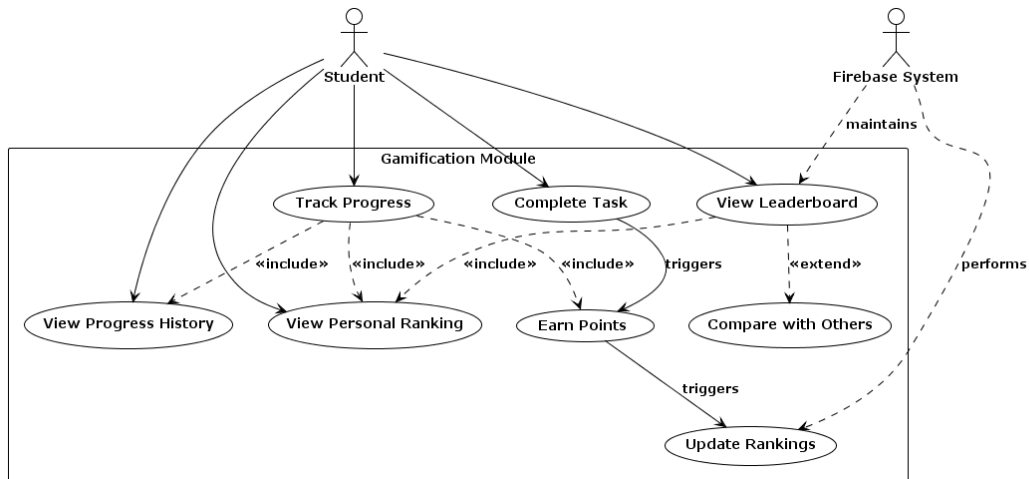 Student
Firebase System
maintains
Gamification Module
Track Progress
Complete Task
View Leaderboard
«include»
«include»
«include»
«include»
triggers
«extend»
performs
View Progress History
View Personal Ranking
Earn Points
Compare with Others
triggers
Update Rankings